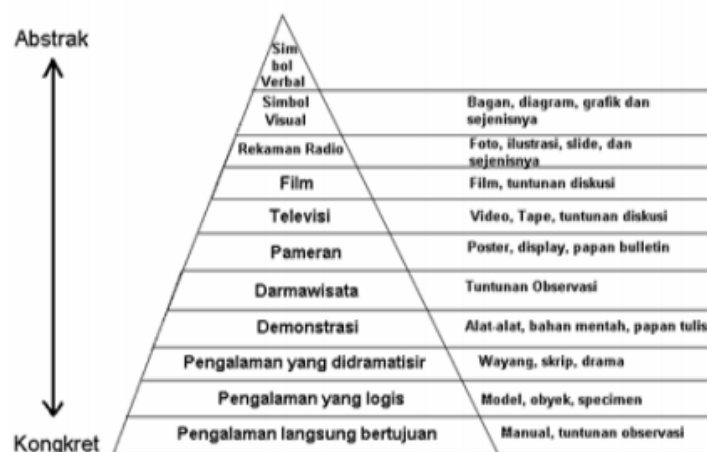 Abstrak
Sim
bol
Verbal
Simbol
Visual
Bagan, diagram, grafik dan
sejenisnya
Rekaman Radio
Foto, ilustrasi, slide, dan
sejenisnya
Film
Film, tuntunan diskusi
Televisi
Video, Tape, tuntunan diskusi
Pameran
Poster, display, papan bulletin
Darmawisata
Tuntunan Observasi
Demonstrasi
Alat-alat, bahan mentah, papan tulis
Pengalaman yang didramatisir
Wayang, skrip, drama
Pengalaman yang logis
Model, obyek, specimen
Pengalaman langsung bertujuan
Manual, tuntunan observasi
Kongkret